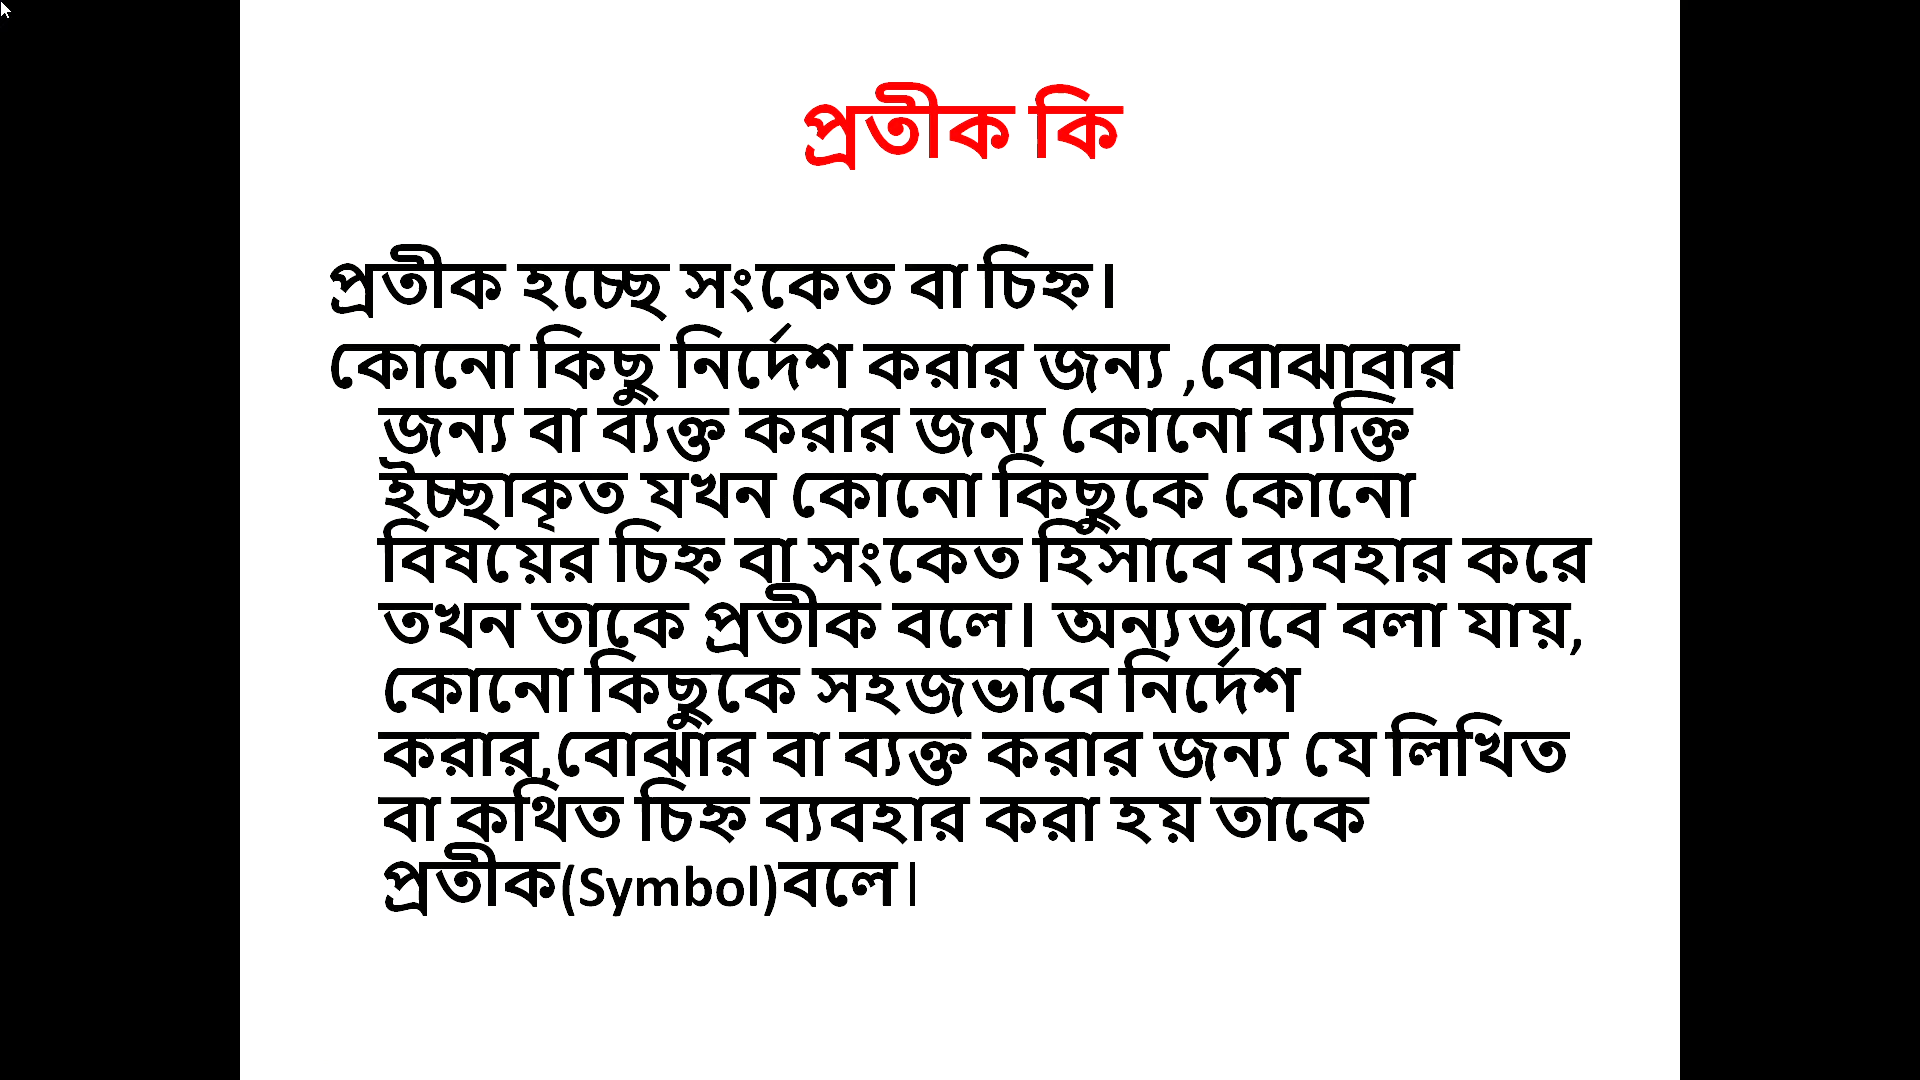 প্রতীক কি
প্রতীক হচ্ছে সংকেত বা চিহ্ন।
কোনো কিছু নির্দেশ করার জন্য ,বোঝাবার
জন্য বা ব্যক্ত করার জন্য কোনো ব্যক্তি
ইচ্ছাকৃত যখন কোনো কিছুকে কোনো
বিষয়ের চিহ্ন বা সংকেত হিসাবে ব্যবহার করে
তখন তাকে প্রতীক বলে। অন্যভাবে বলা যায়,
কোনো কিছুকে সহজভাবে নির্দেশ
করার,বোঝার বা ব্যক্ত করার জন্য যে লিখিত
বা কথিত চিহ্ন ব্যবহার করা হয় তাকে
প্রতীক(Symbol)বলে।